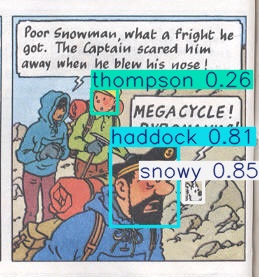 Poor Snowman, what a fright he
got. The Captain scared him
away when he blew his nose!
thompson 0.26
MEGACYCLE!
haddock 0.81
snowy 0.85